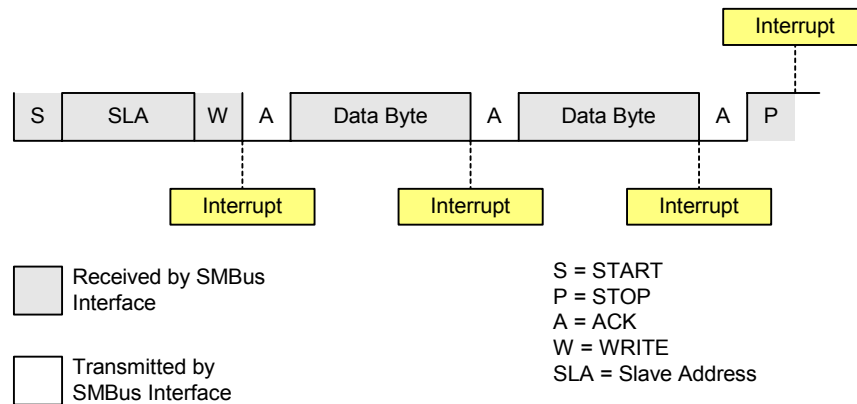 Interrupt
S SLA W A Data Byte A Data Byte A P
Interrupt Interrupt Interrupt
Received by SMBus
Interface
Transmitted by
SMBus Interface
S = START
P = STOP
A = ACK
W = WRITE
SLA = Slave Address